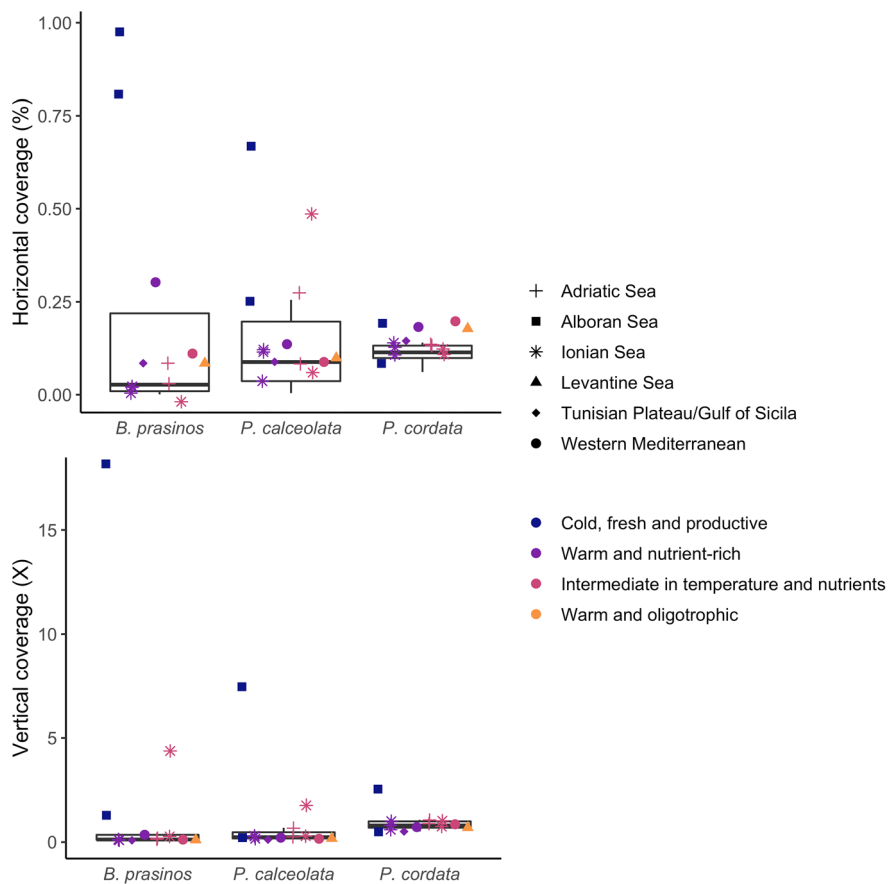 Horizontal coverage (%)
1.00
0.75
0.50
0.25
0.00
B. prasinos
P. calceolata
P. cordata
Adriatic Sea
Alboran Sea
Ionian Sea
Levantine Sea
Tunisian Plateau/Gulf of Sicila
Western Mediterranean
Cold, fresh and productive
Warm and nutrient-rich
Intermediate in temperature and nutrients
Warm and oligotrophic
Vertical coverage (X)
15
10
5
0
B. prasinos
P. calceolata
P. cordata